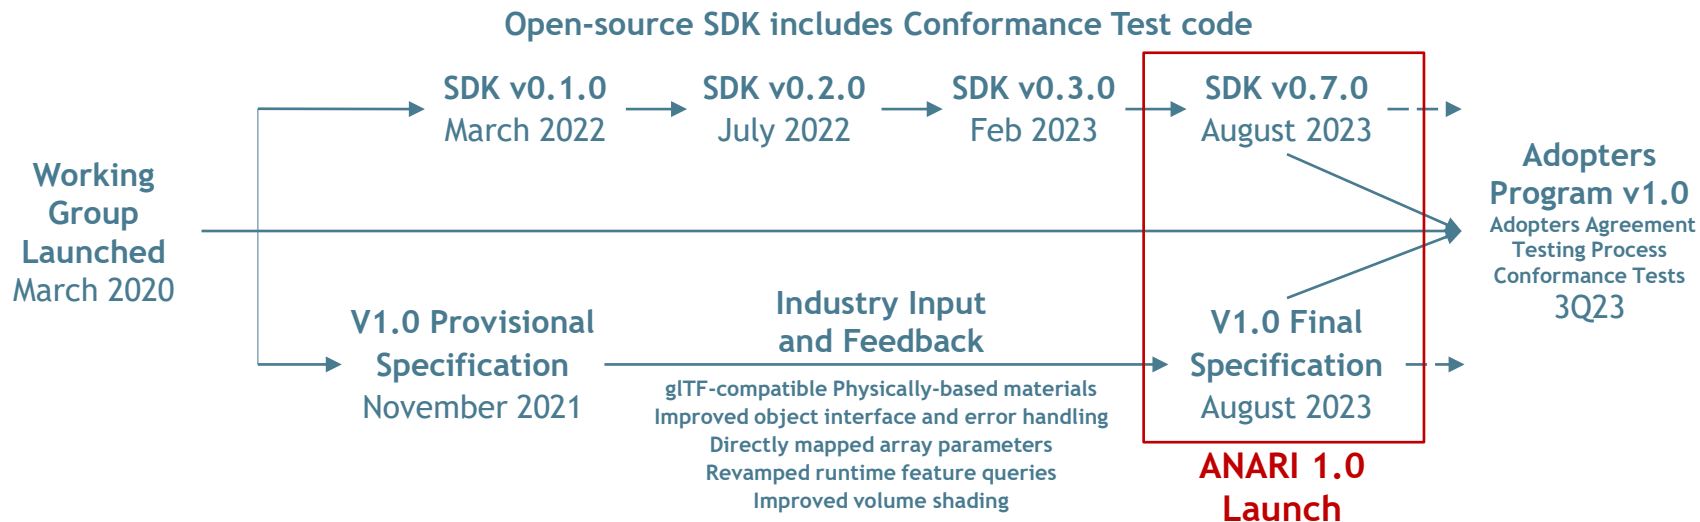 Open-source SDK includes Conformance Test code
SDK v0.1.0
March 2022
SDK v0.2.0
July 2022
SDK v0.3.0
Feb 2023
SDK v0.7.0
August 2023
Working
Group
Launched
March 2020
Adopters
Program v1.0
Adopters Agreement
Testing Process
Conformance Tests
3Q23
V1.0 Provisional
Specification
November 2021
Industry Input
and Feedback
glTF-compatible Physically-based materials
Improved object interface and error handling
Directly mapped array parameters
Revamped runtime feature queries
Improved volume shading
V1.0 Final
Specification
August 2023
ANARI 1.0
Launch